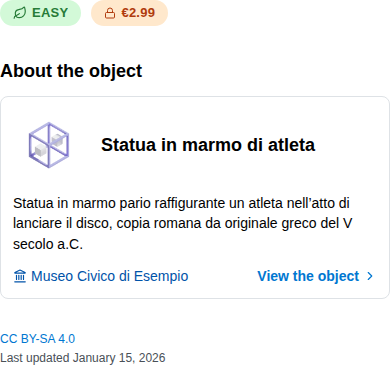 EASY
€2.99
About the object
Statua in marmo di atleta
Statua in marmo pario raffigurante un atleta nell’atto di
lanciare il disco, copia romana da originale greco del V
secolo a.C.
Museo Civico di Esempio
View the object
CC BY-SA 4.0
Last updated January 15, 2026